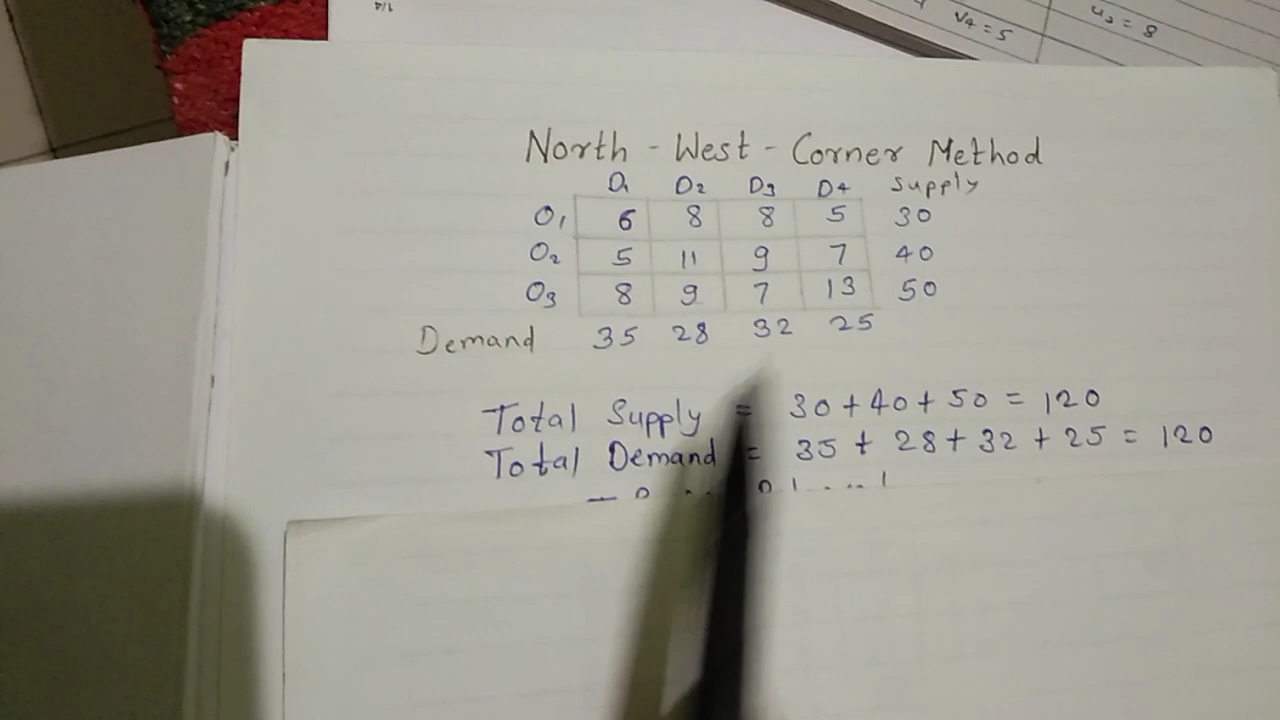 V4 = 5
u3 = 8
North - West - Corner Method
D1 D2 D3 D4 Supply
O1 6 8 8 5 30
O2 5 11 9 7 40
O3 8 9 7 13 50
Demand 35 28 32 25
Total Supply = 30 + 40 + 50 = 120
Total Demand = 35 + 28 + 32 + 25 = 120